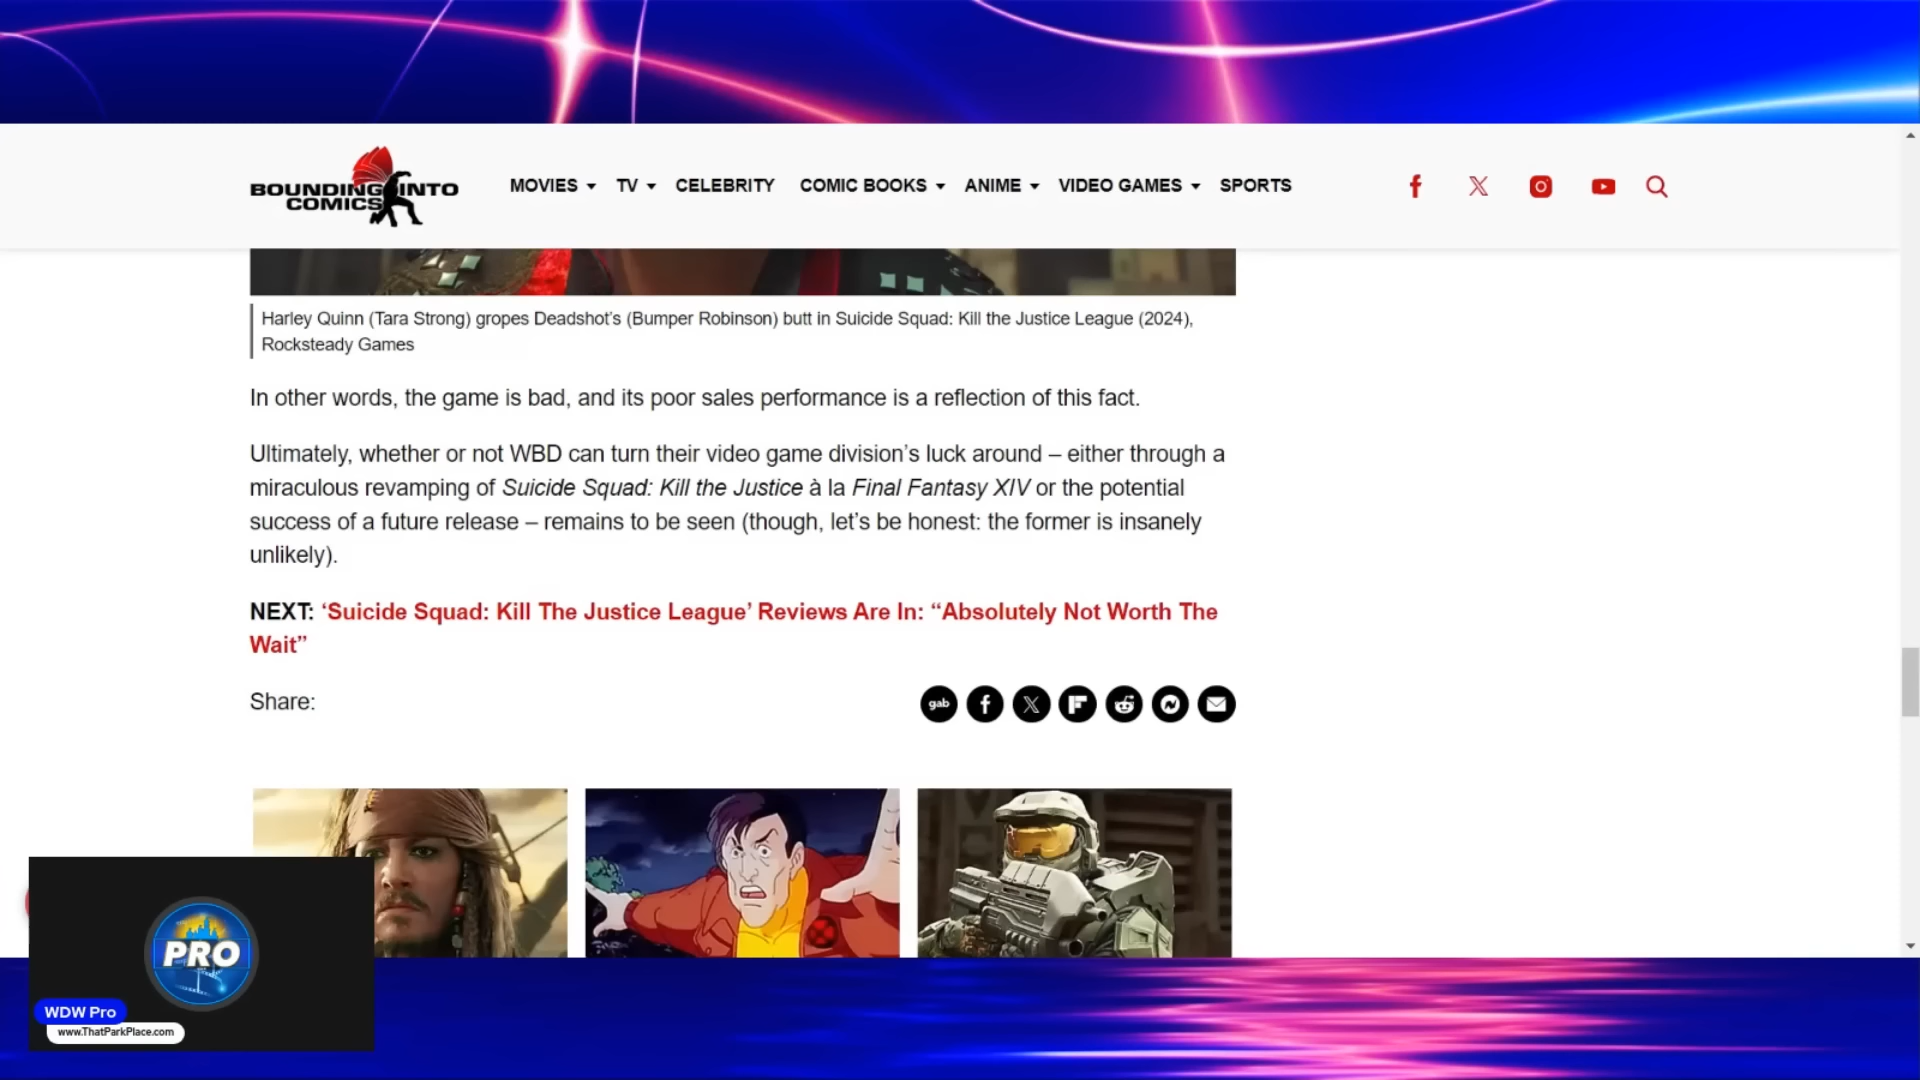 BOUNDING INTO
COMICS
MOVIES TV CELEBRITY COMIC BOOKS ANIME VIDEO GAMES SPORTS
Harley Quinn (Tara Strong) gropes Deadshot’s (Bumper Robinson) butt in Suicide Squad: Kill the Justice League (2024),
Rocksteady Games
In other words, the game is bad, and its poor sales performance is a reflection of this fact.
Ultimately, whether or not WBD can turn their video game division’s luck around – either through a
miraculous revamping of Suicide Squad: Kill the Justice à la Final Fantasy XIV or the potential
success of a future release – remains to be seen (though, let’s be honest: the former is insanely
unlikely).
NEXT: ‘Suicide Squad: Kill The Justice League’ Reviews Are In: “Absolutely Not Worth The
Wait”
Share:
gab
PRO
WDW Pro
www.ThatParkPlace.com